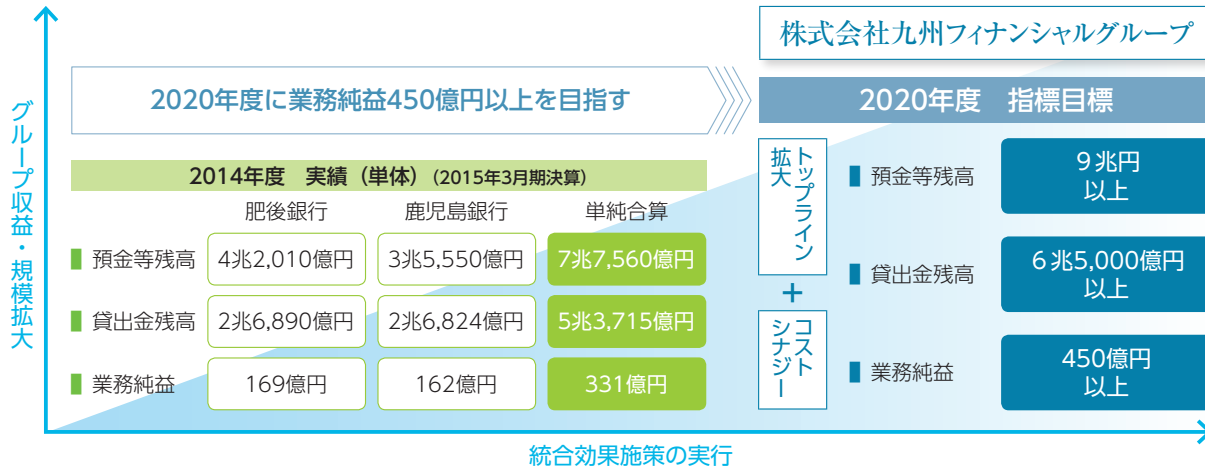 株式会社九州フィナンシャルグループ
2020年度に業務純益450億円以上を目指す
2020年度 指標目標
グループ収益・規模拡大
2014年度 実績（単体）（2015年3月期決算）
肥後銀行 鹿児島銀行 単純合算
預金等残高 4兆2,010億円 3兆5,550億円 7兆7,560億円
貸出金残高 2兆6,890億円 2兆6,824億円 5兆3,715億円
業務純益 169億円 162億円 331億円
トップライン
拡大
+
コスト
シナジー
預金等残高
9兆円
以上
貸出金残高
6兆5,000億円
以上
業務純益
450億円
以上
統合効果施策の実行